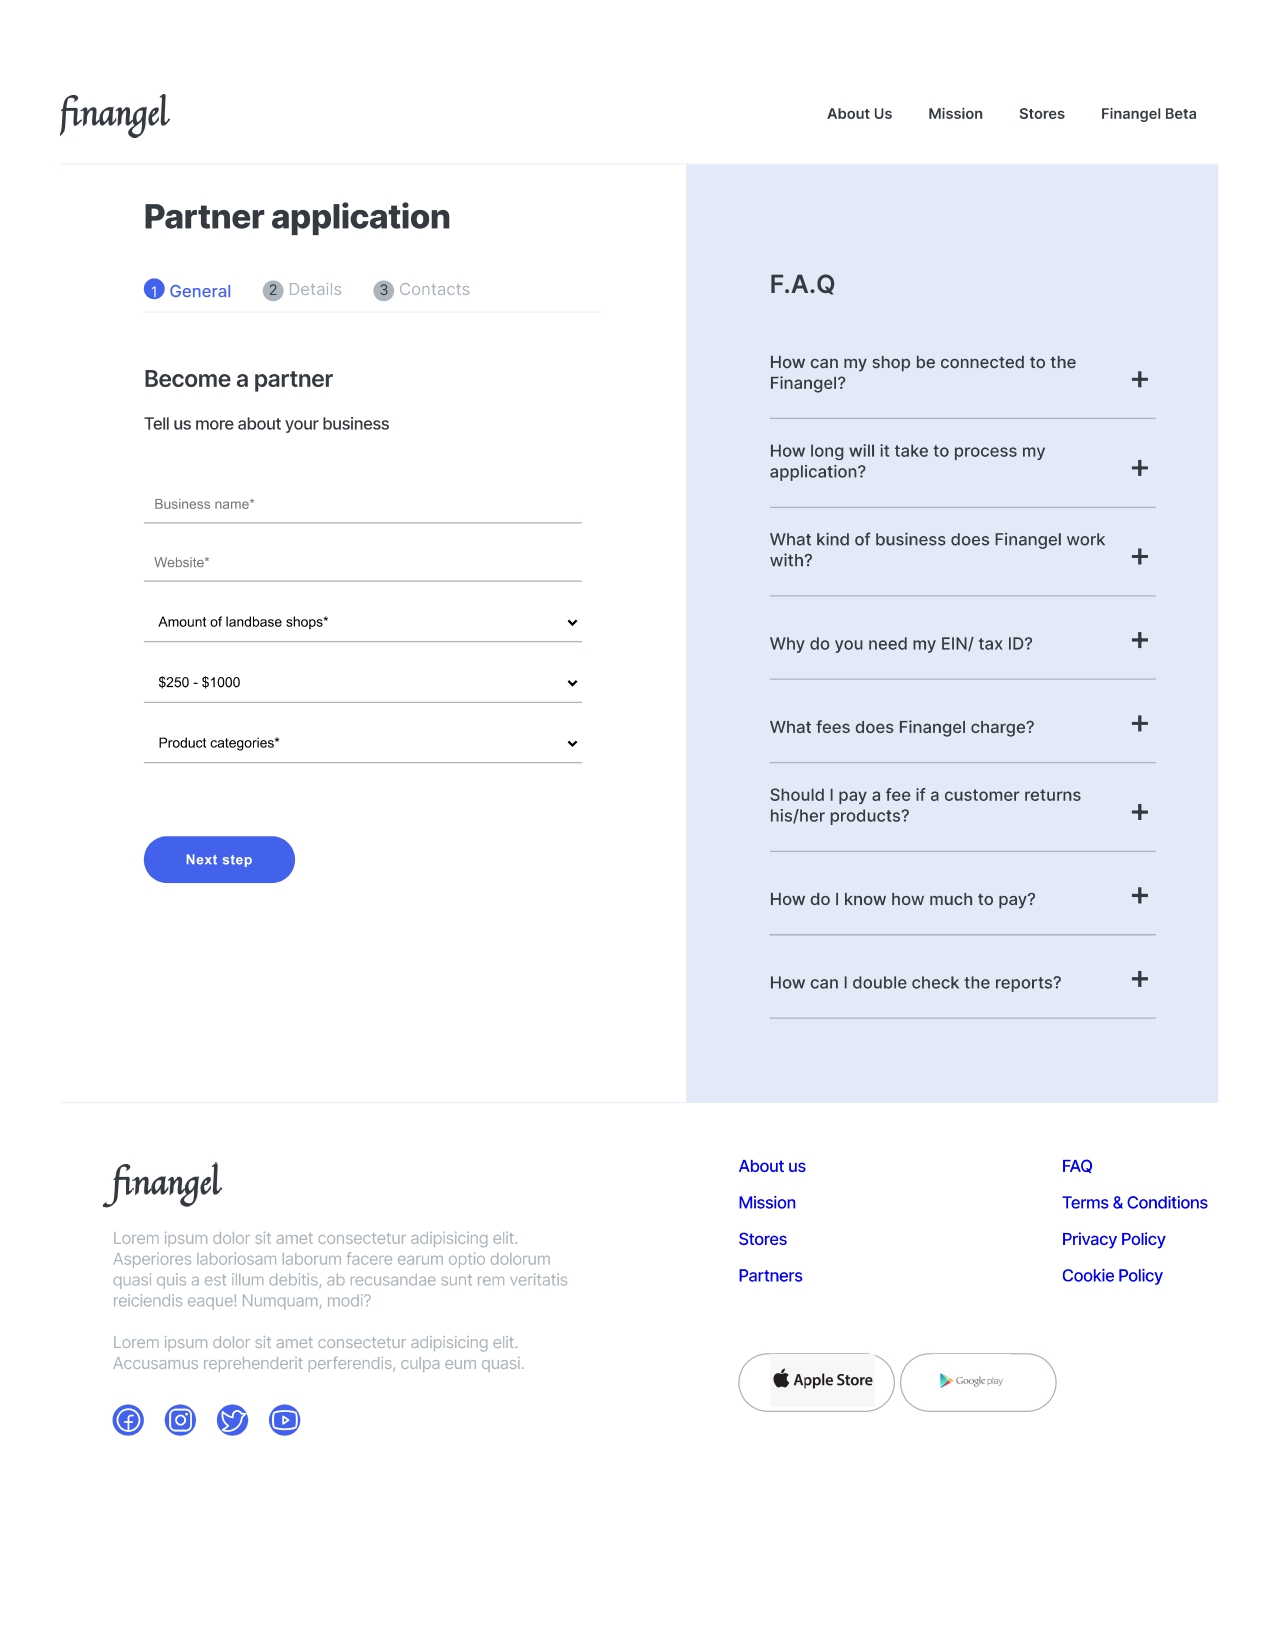 finangel
About Us Mission Stores Finangel Beta
Partner application
1 General 2 Details 3 Contacts
Become a partner
Tell us more about your business
Business name*
Website*
Amount of landbase shops*
$250 - $1000
Product categories*
Next step
F.A.Q
How can my shop be connected to the
Finangel?
How long will it take to process my
application?
What kind of business does Finangel work
with?
Why do you need my EIN/ tax ID?
What fees does Finangel charge?
Should I pay a fee if a customer returns
his/her products?
How do I know how much to pay?
How can I double check the reports?
finangel
Lorem ipsum dolor sit amet consectetur adipisicing elit.
Asperiores laboriosam laborum facere earum optio dolorum
quasi quis a est illum debitis, ab recusandae sunt rem veritatis
reiciendis eaque! Numquam, modi?
Lorem ipsum dolor sit amet consectetur adipisicing elit.
Accusamus reprehenderit perferendis, culpa eum quasi.
About us
Mission
Stores
Partners
FAQ
Terms & Conditions
Privacy Policy
Cookie Policy
Apple Store
Google play